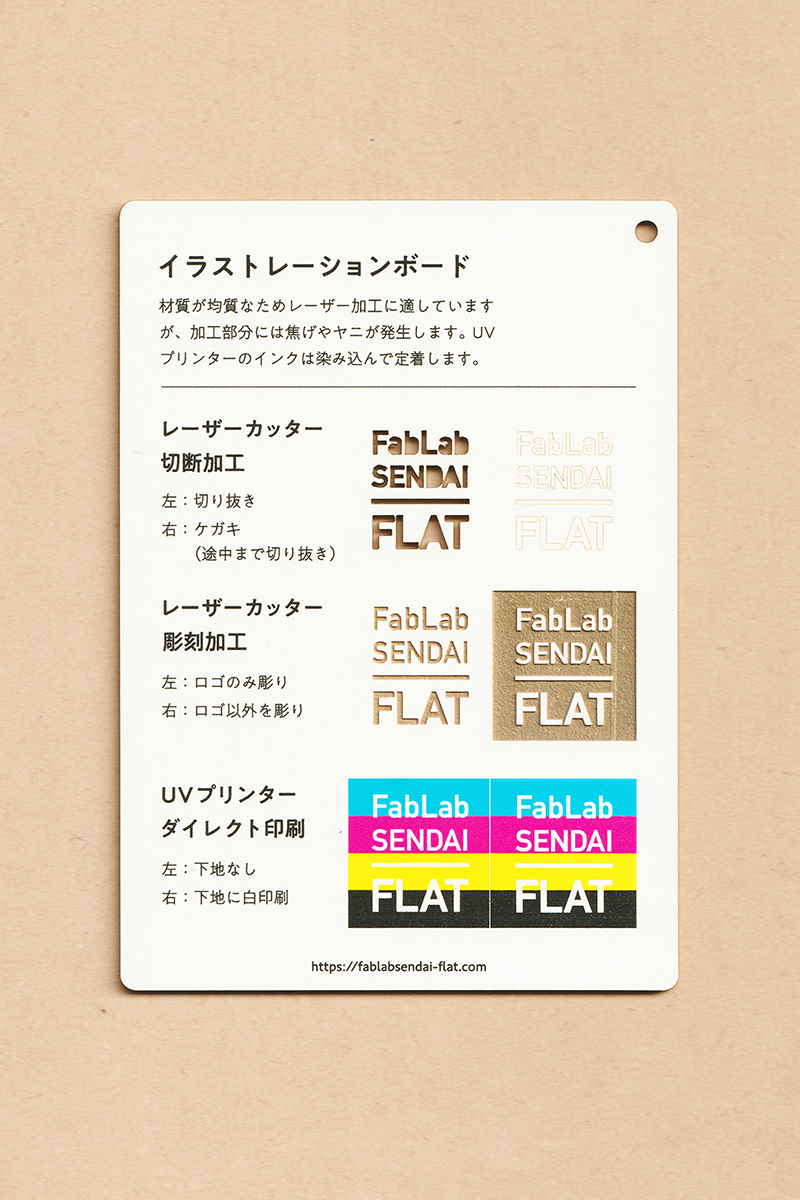 イラストレーションボード
材質が均質なためレーザー加工に適しています
が、加工部分には焦げやヤニが発生します。UV
プリンターのインクは染み込んで定着します。
レーザーカッター
切断加工
左：切り抜き
右：ケガキ
（途中まで切り抜き）
FabLab
SENDAI
FLAT
FabLab
SENDAI
FLAT
レーザーカッター
彫刻加工
左：ロゴのみ彫り
右：ロゴ以外を彫り
FabLab
SENDAI
FLAT
FabLab
SENDAI
FLAT
UVプリンター
ダイレクト印刷
左：下地なし
右：下地に白印刷
FabLab
SENDAI
FLAT
FabLab
SENDAI
FLAT
https://fablabsendai-flat.com